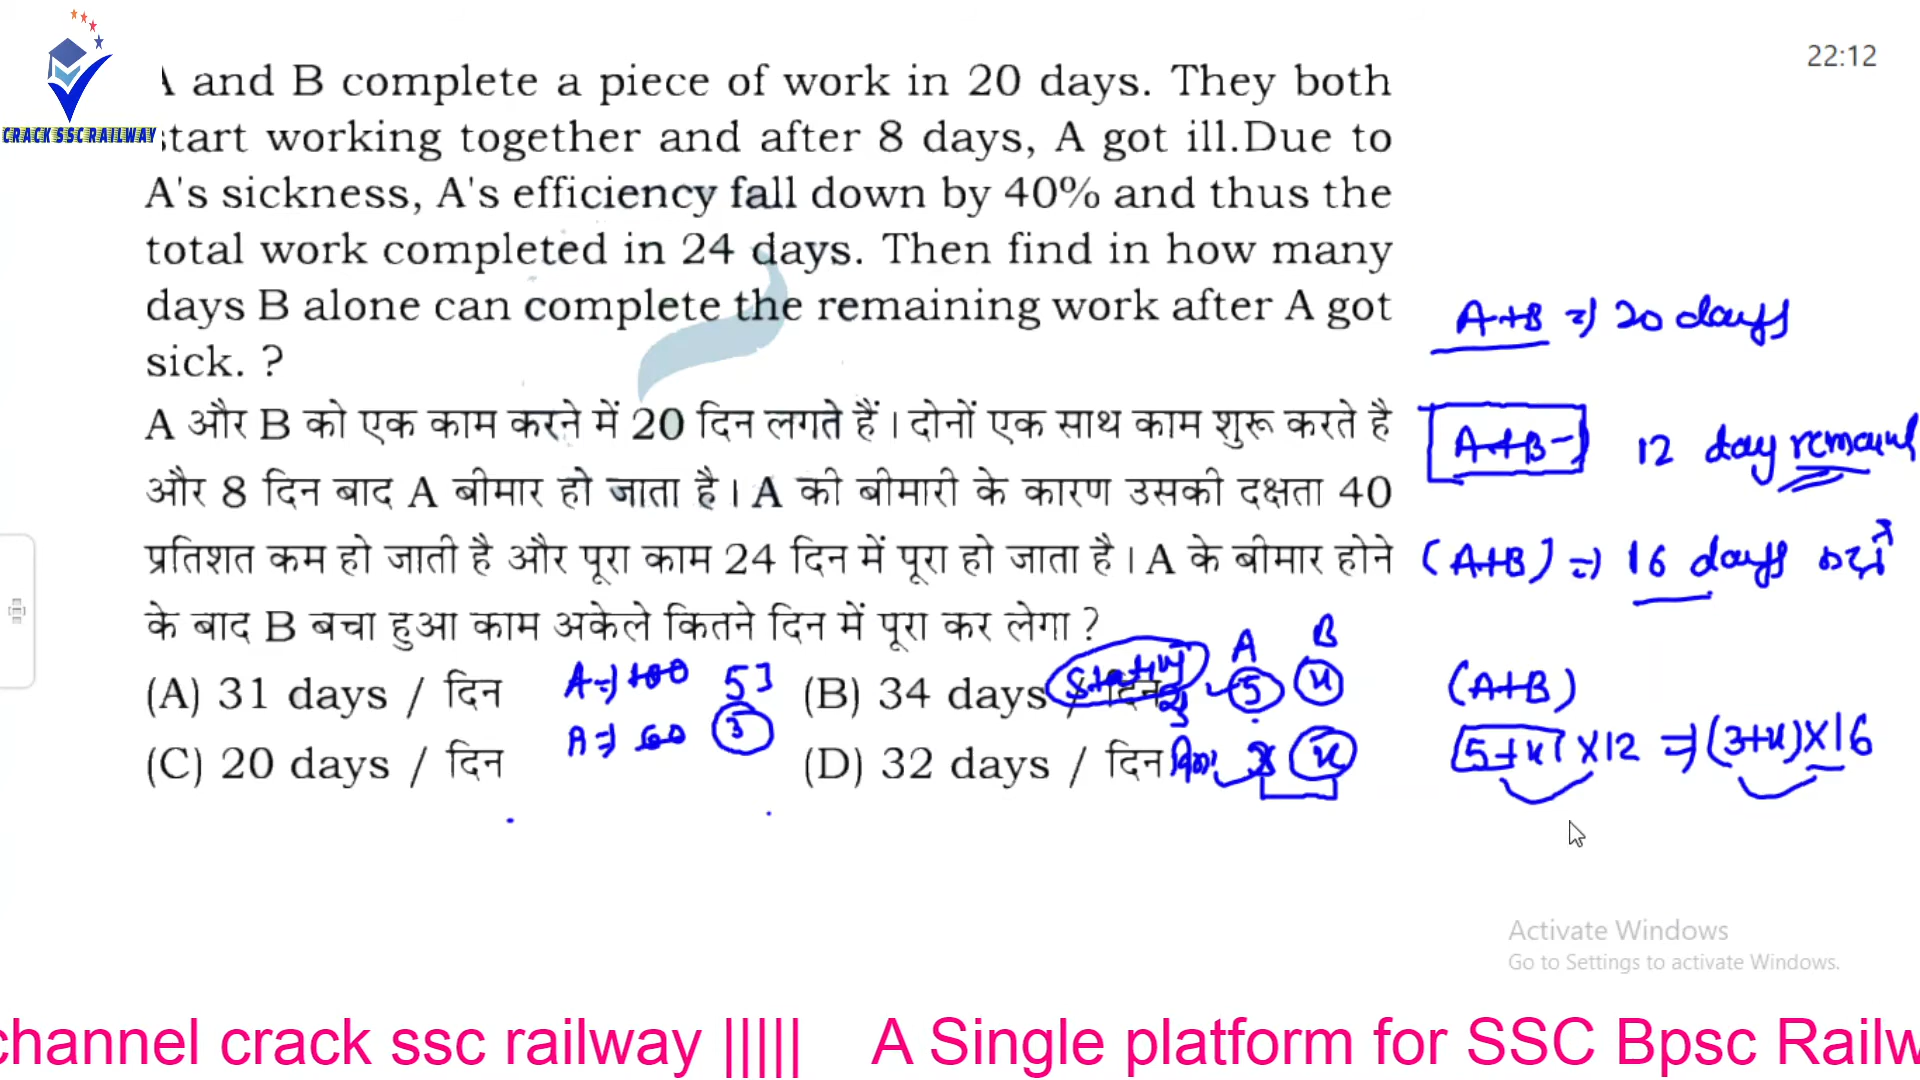 22:12
CRACK SSC RAILWAY
A and B complete a piece of work in 20 days. They both
start working together and after 8 days, A got ill.Due to
A's sickness, A's efficiency fall down by 40% and thus the
total work completed in 24 days. Then find in how many
days B alone can complete the remaining work after A got
sick. ?
A और B को एक काम करने में 20 दिन लगते हैं। दोनों एक साथ काम शुरू करते है
और 8 दिन बाद A बीमार हो जाता है। A की बीमारी के कारण उसकी दक्षता 40
प्रतिशत कम हो जाती है और पूरा काम 24 दिन में पूरा हो जाता है। A के बीमार होने
के बाद B बचा हुआ काम अकेले कितने दिन में पूरा कर लेगा ?
(A) 31 days / दिन
(B) 34 days / दिन
(C) 20 days / दिन
(D) 32 days / दिन
A=) 100 5
A=) 60 3
A B
5 x
3 x
A+B =) 20 days
A+B -) 12 day
(A+B) =) 16 days
(A+B)
(5+x) ×12 =) (3+x)×16
Activate Windows
Go to Settings to activate Windows.
channel crack ssc railway ||||| A Single platform for SSC Bpsc Railw